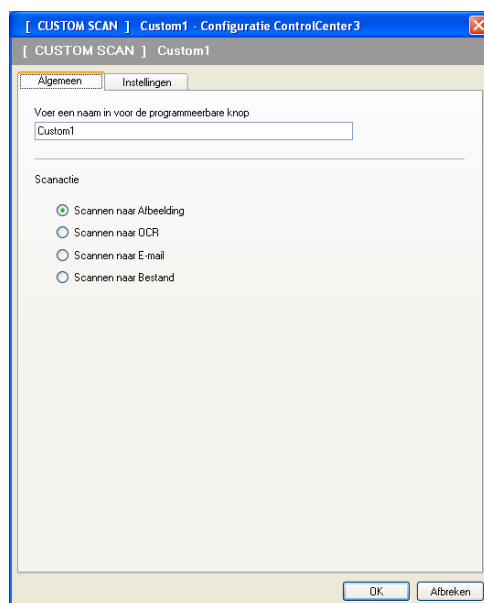 [ CUSTOM SCAN ] Custom1 - Configuratie ControlCenter3
[ CUSTOM SCAN ] Custom1
Algemeen Instellingen
Voer een naam in voor de programmeerbare knop
Custom1
Scanactie
Scannen naar Afbeelding
Scannen naar OCR
Scannen naar E-mail
Scannen naar Bestand
OK Afbreken